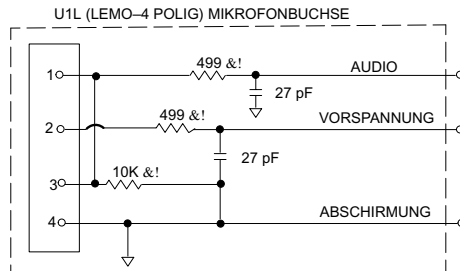 U1L (LEMO–4 POLIG) MIKROFONBUCHSE
1
499 &!
AUDIO
27 pF
2
499 &!
VORSPANNUNG
27 pF
3
10K &!
4
ABSCHIRMUNG